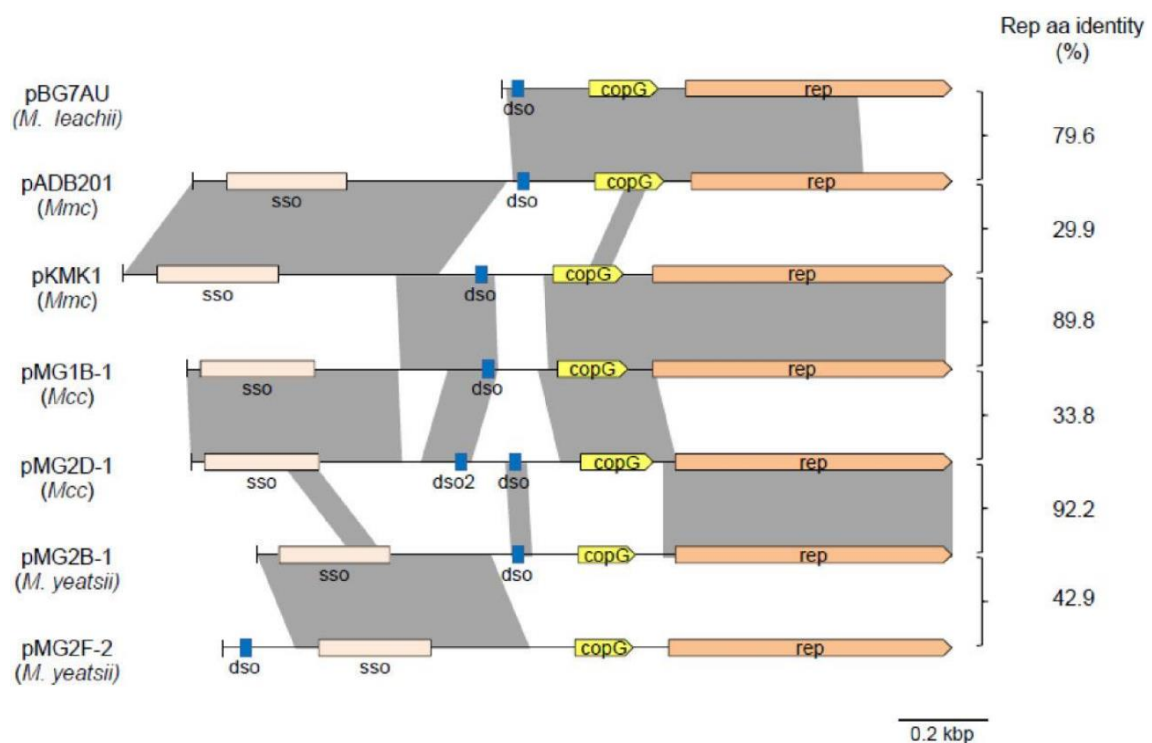 Rep aa identity
(%)
pBG7AU
(M. leachii)
dso
copG
rep
79.6
pADB201
(Mmc)
sso
dso
copG
rep
29.9
pKMK1
(Mmc)
sso
dso
copG
rep
89.8
pMG1B-1
(Mcc)
sso
dso
copG
rep
33.8
pMG2D-1
(Mcc)
sso
dso2
dso
copG
rep
92.2
pMG2B-1
(M. yeatsii)
sso
dso
copG
rep
42.9
pMG2F-2
(M. yeatsii)
dso
sso
copG
rep
0.2 kbp